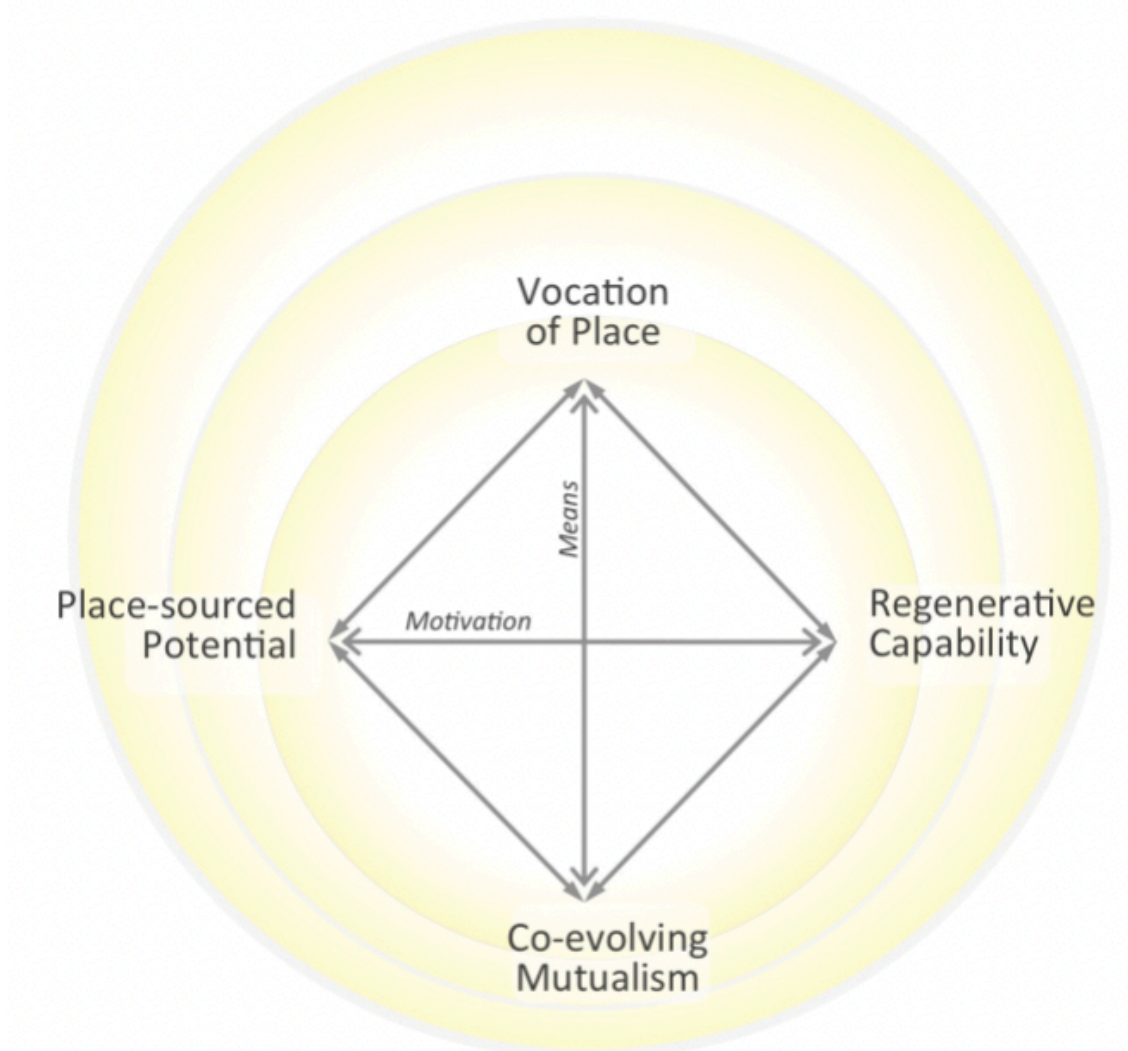 Vocation
of Place
Means
Motivation
Place-sourced
Potential
Regenerative
Capability
Co-evolving
Mutualism